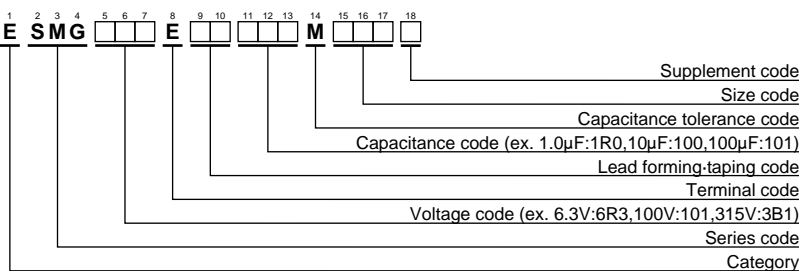 1 2 3 4 5 6 7 8 9 10 11 12 13 14 15 16 17 18
E SMG □□□ E □□ □□□ M □□□ □
Supplement code
Size code
Capacitance tolerance code
Capacitance code (ex. 1.0μF:1R0,10μF:100,100μF:101)
Lead forming·taping code
Terminal code
Voltage code (ex. 6.3V:6R3,100V:101,315V:3B1)
Series code
Category